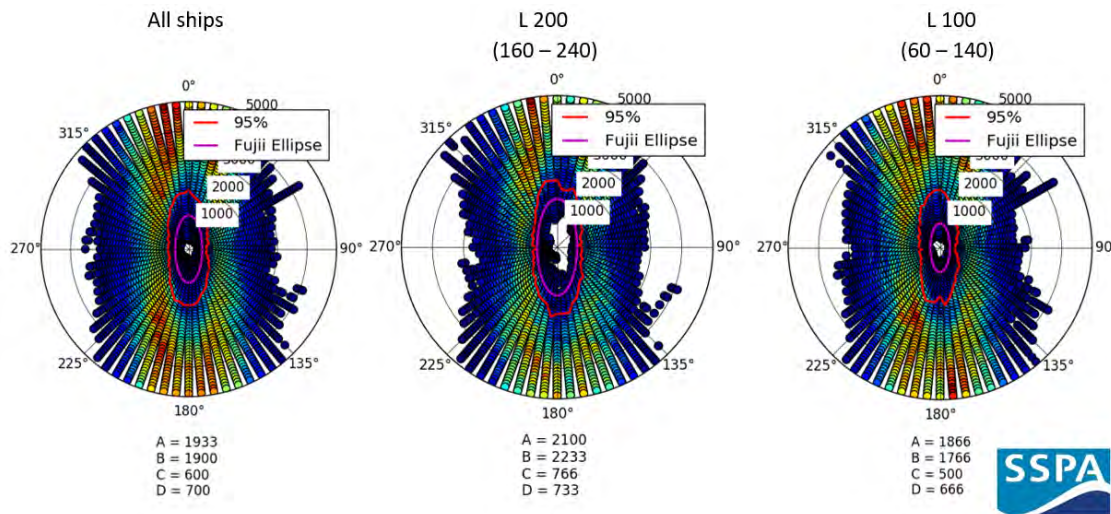 All ships
0°
5000
315°
95%
Fujii Ellipse
2000
1000
270°
90°
225°
135°
180°
A = 1933
B = 1900
C = 600
D = 700
L 200
(160 – 240)
0°
5000
315°
95%
Fujii Ellipse
2000
1000
270°
90°
225°
135°
180°
A = 2100
B = 2233
C = 766
D = 733
L 100
(60 – 140)
0°
5000
315°
95%
Fujii Ellipse
2000
1000
270°
90°
225°
135°
180°
A = 1866
B = 1766
C = 500
D = 666
SSPA